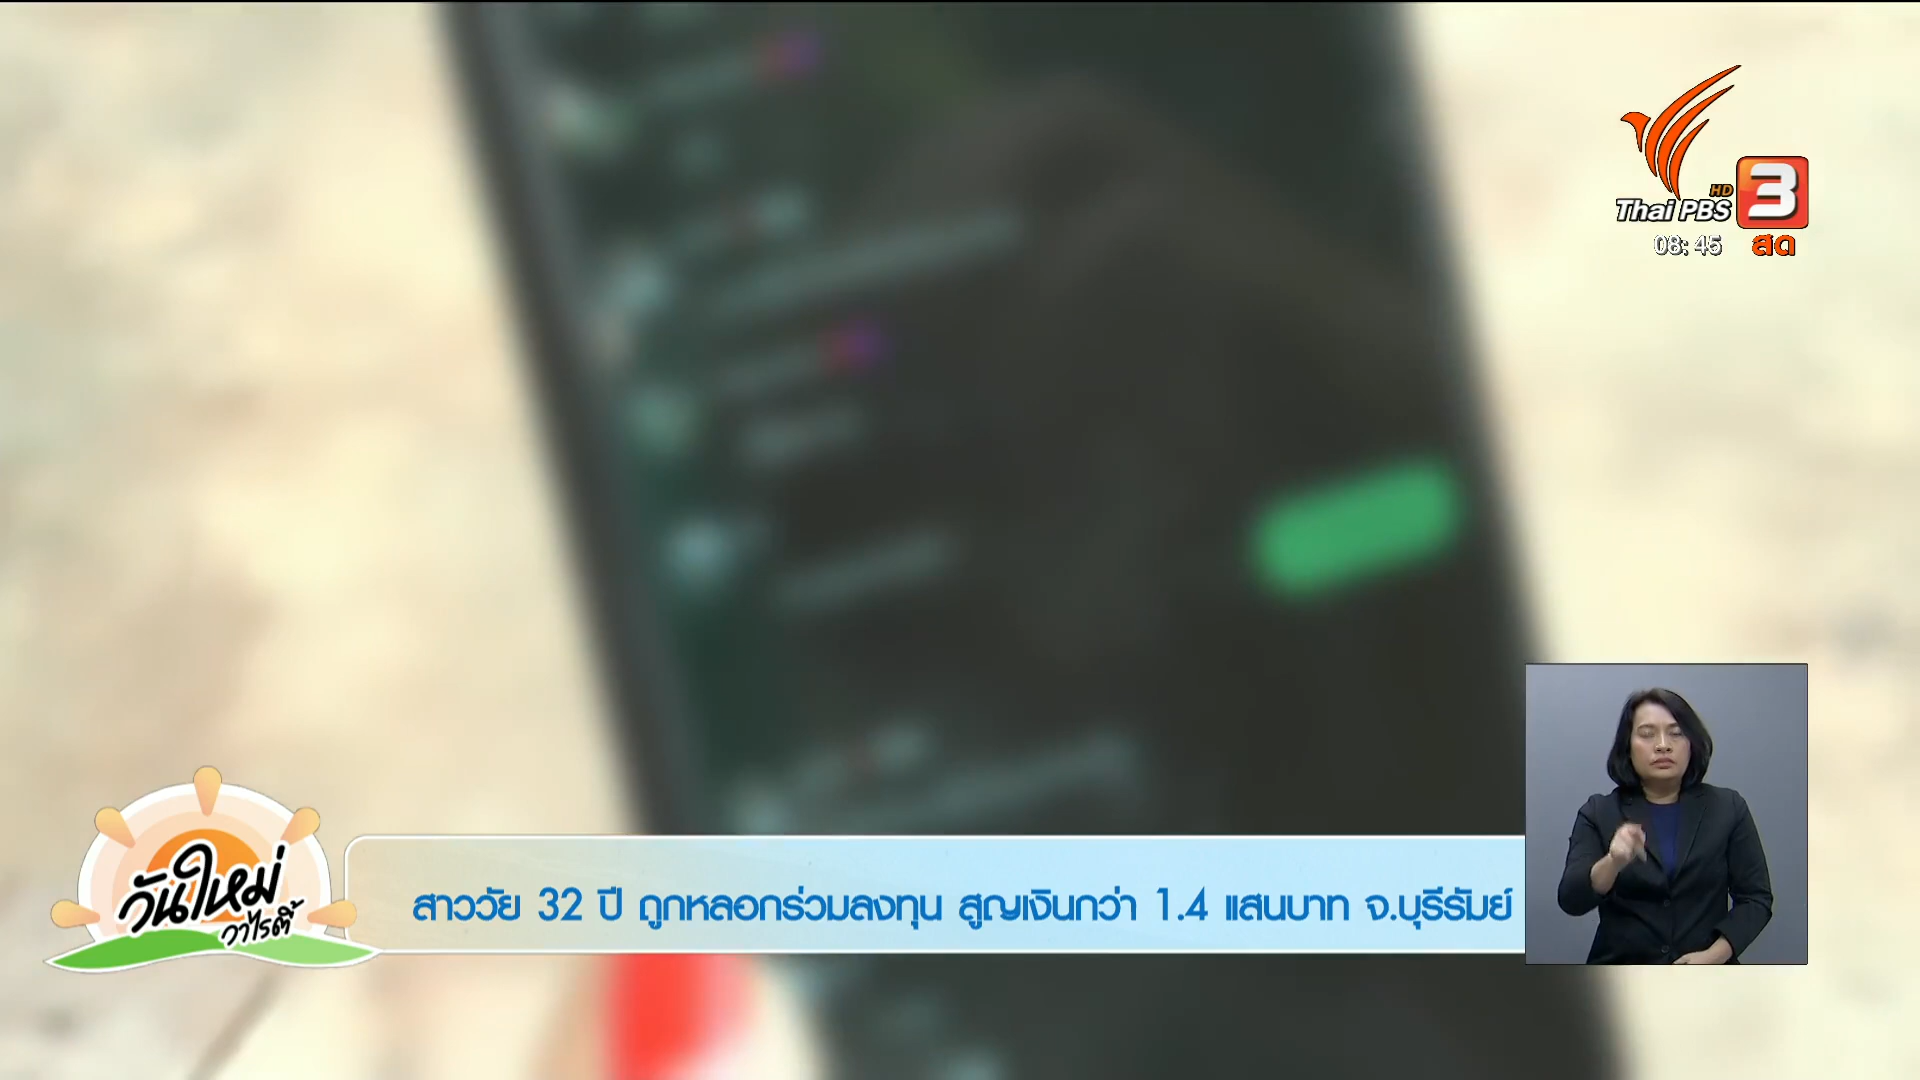 HD
Thai PBS 3
08:45 สด
วันใหม่
วาไรตี้
สาววัย 32 ปี ถูกหลอกร่วมลงทุน สูญเงินกว่า 1.4 แสนบาท จ.บุรีรัมย์